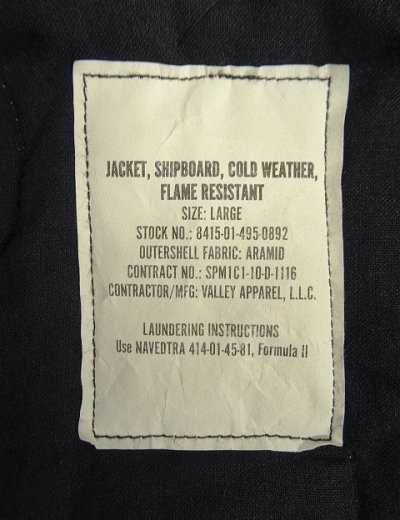 JACKET, SHIPBOARD, COLD WEATHER,
FLAME RESISTANT
SIZE: LARGE
STOCK NO.: 8415-01-495-0892
OUTERSHELL FABRIC: ARAMID
CONTRACT NO.: SPM1C1-10-D-1116
CONTRACTOR/MFG: VALLEY APPAREL, L.L.C.
LAUNDERING INSTRUCTIONS
Use NAVEDTRA 414-01-45-81, Formula II